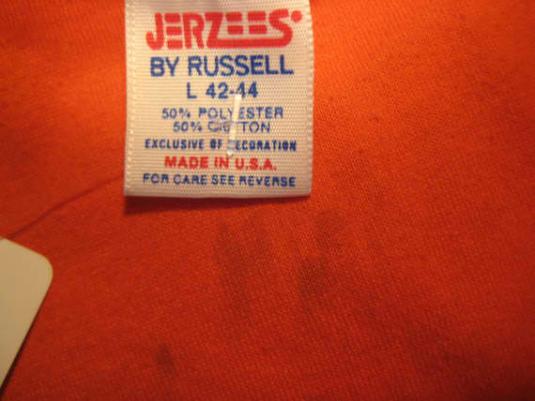 JERZEES
BY RUSSELL
L 42-44
50% POLYESTER
50% COTTON
EXCLUSIVE OF DECORATION
MADE IN U.S.A.
FOR CARE SEE REVERSE